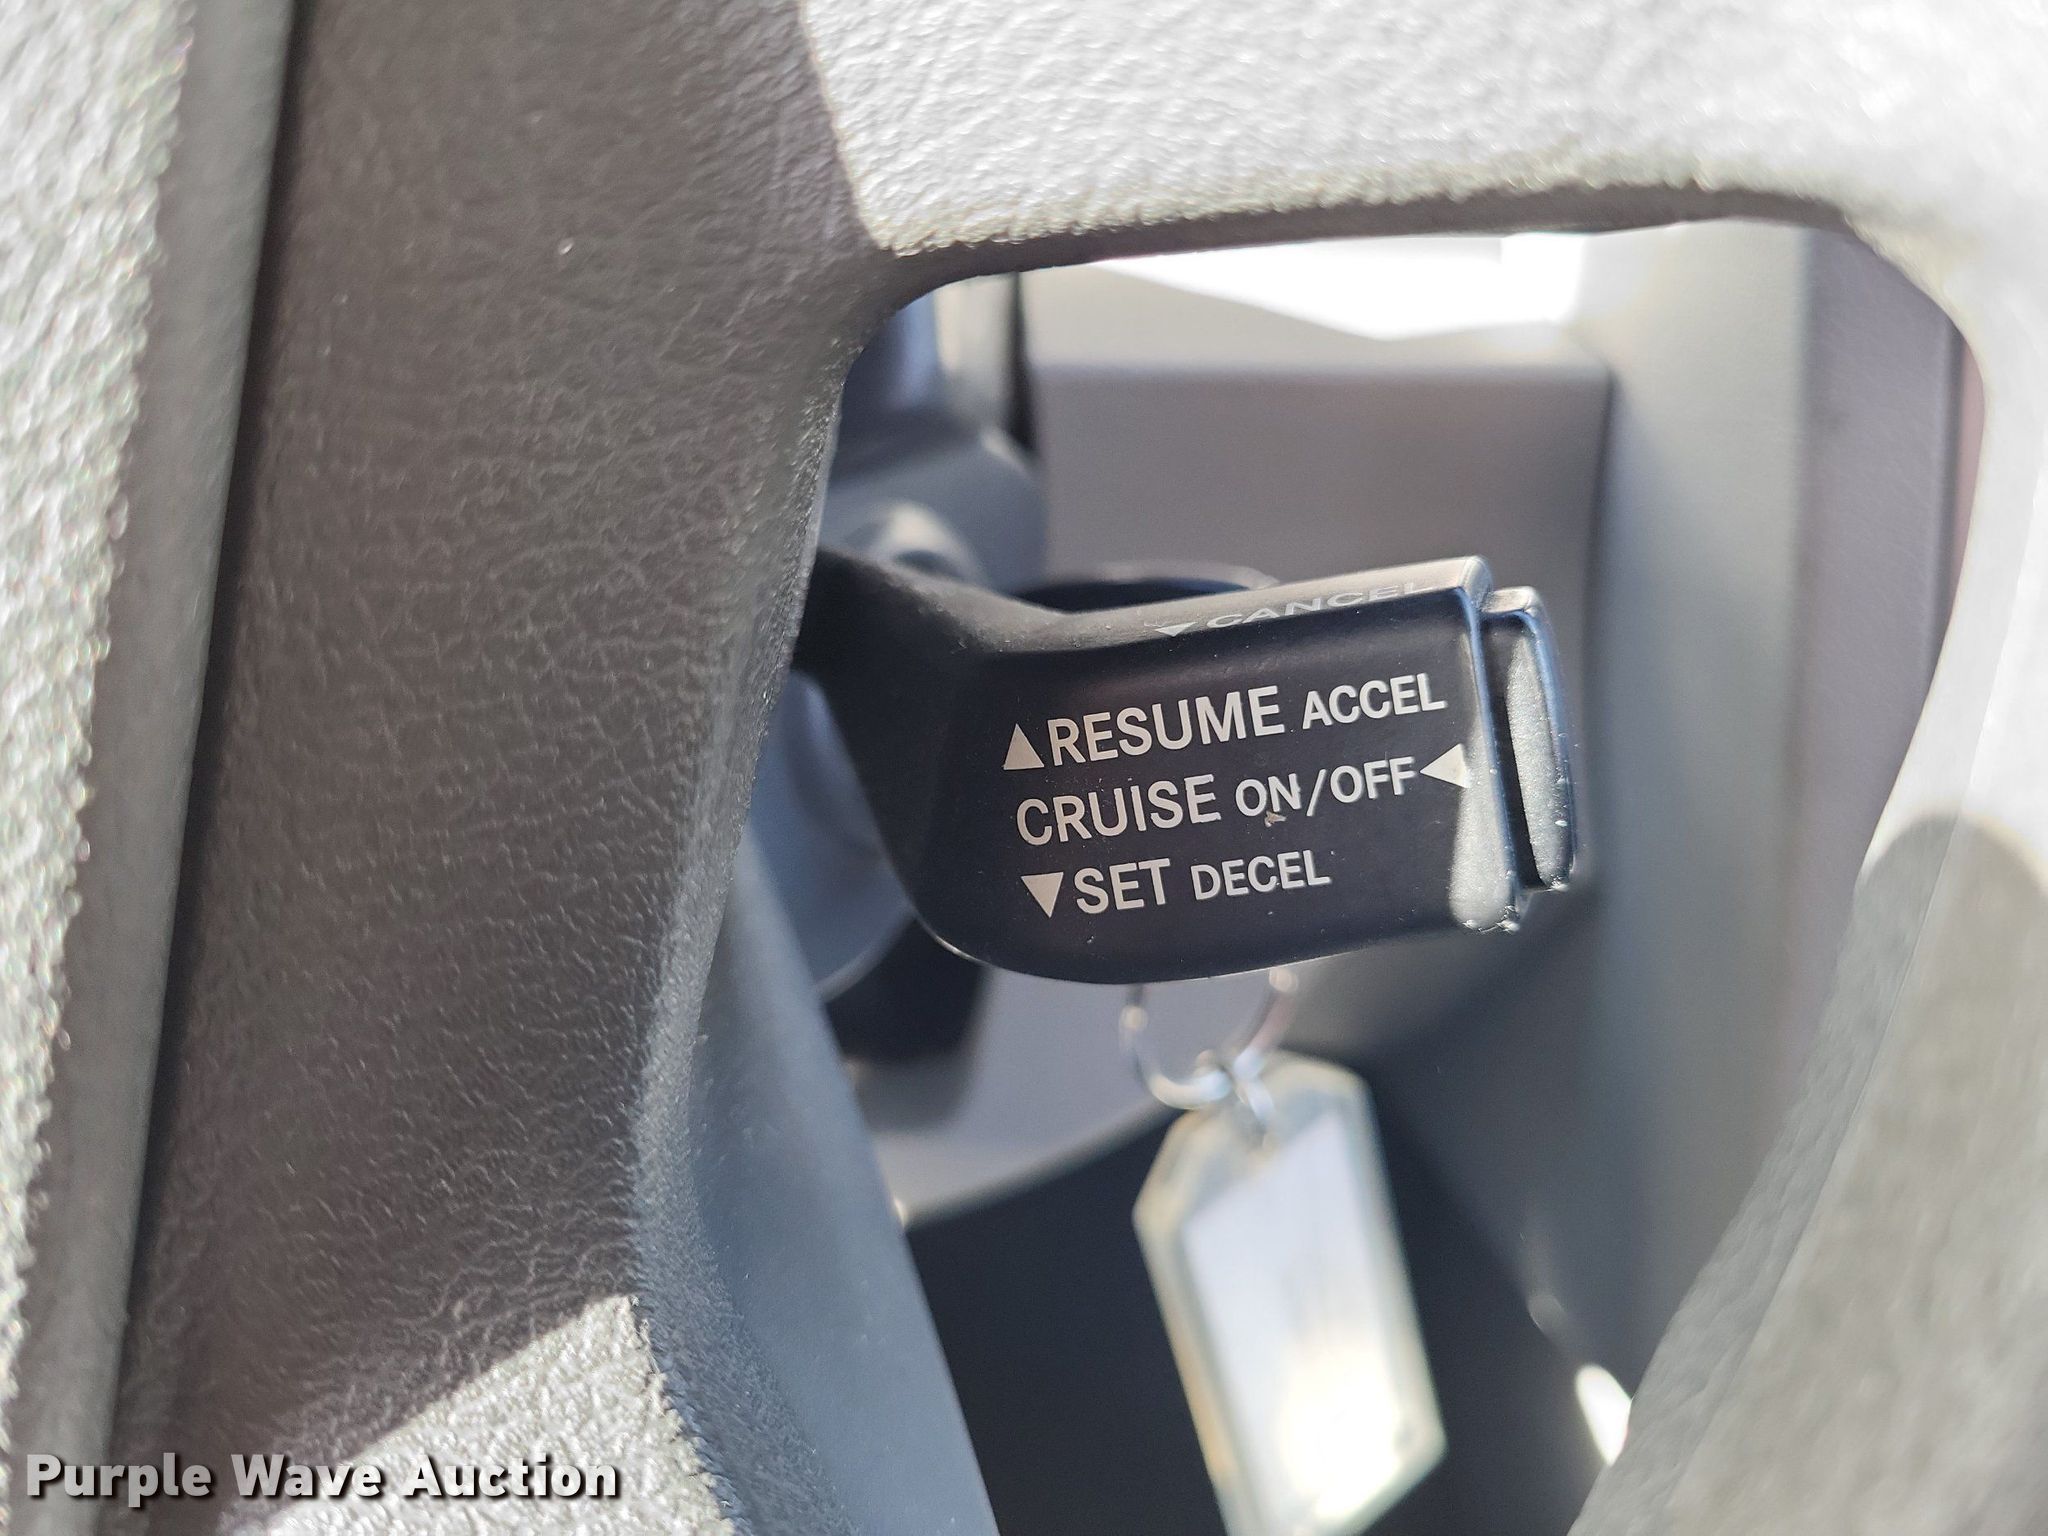 ▼ CANCEL
▲RESUME ACCEL
CRUISE ON/OFF◀
▼SET DECEL
Purple Wave Auction